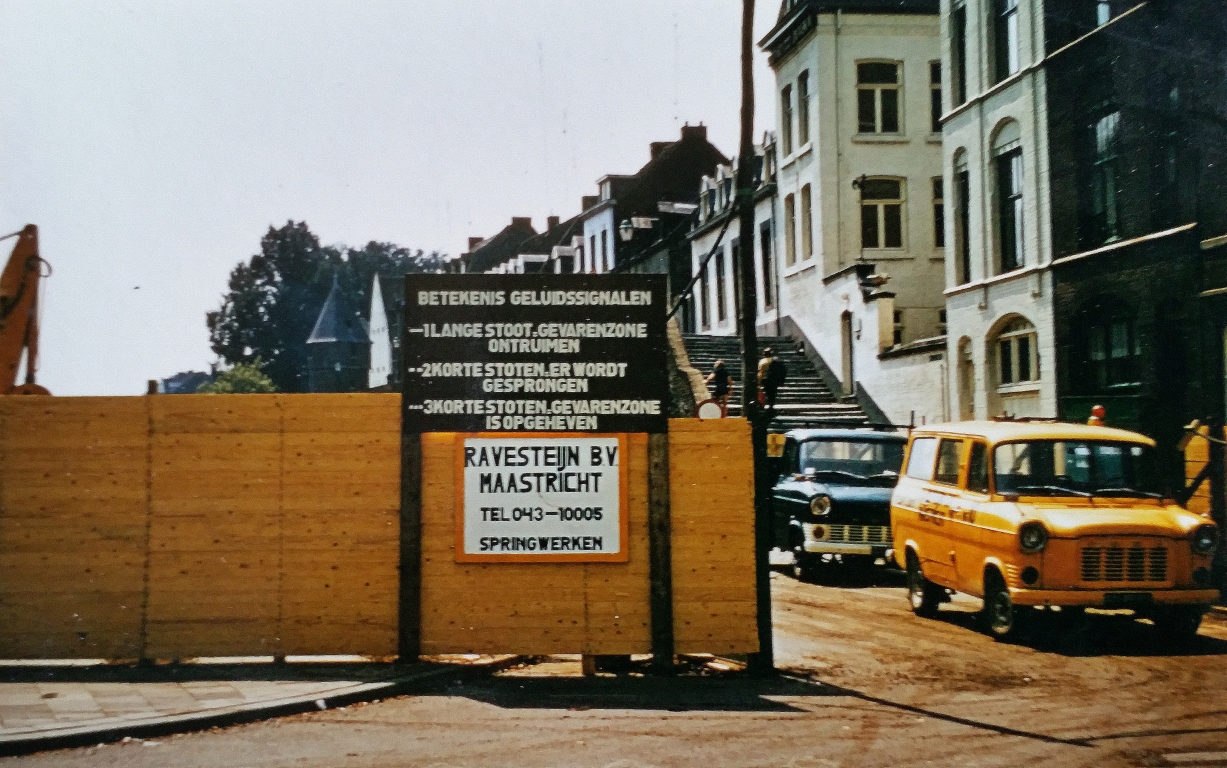 BETEKENIS GELUIDSSIGNALEN
-1 LANGE STOOT.GEVARENZONE
ONTRUIMEN
--2 KORTE STOTEN.ER WORDT
GESPRONGEN
---3 KORTE STOTEN.GEVARENZONE
IS OPGEHEVEN
RAVESTEIJN BV.
MAASTRICHT
TEL 043-10005
SPRINGWERKEN